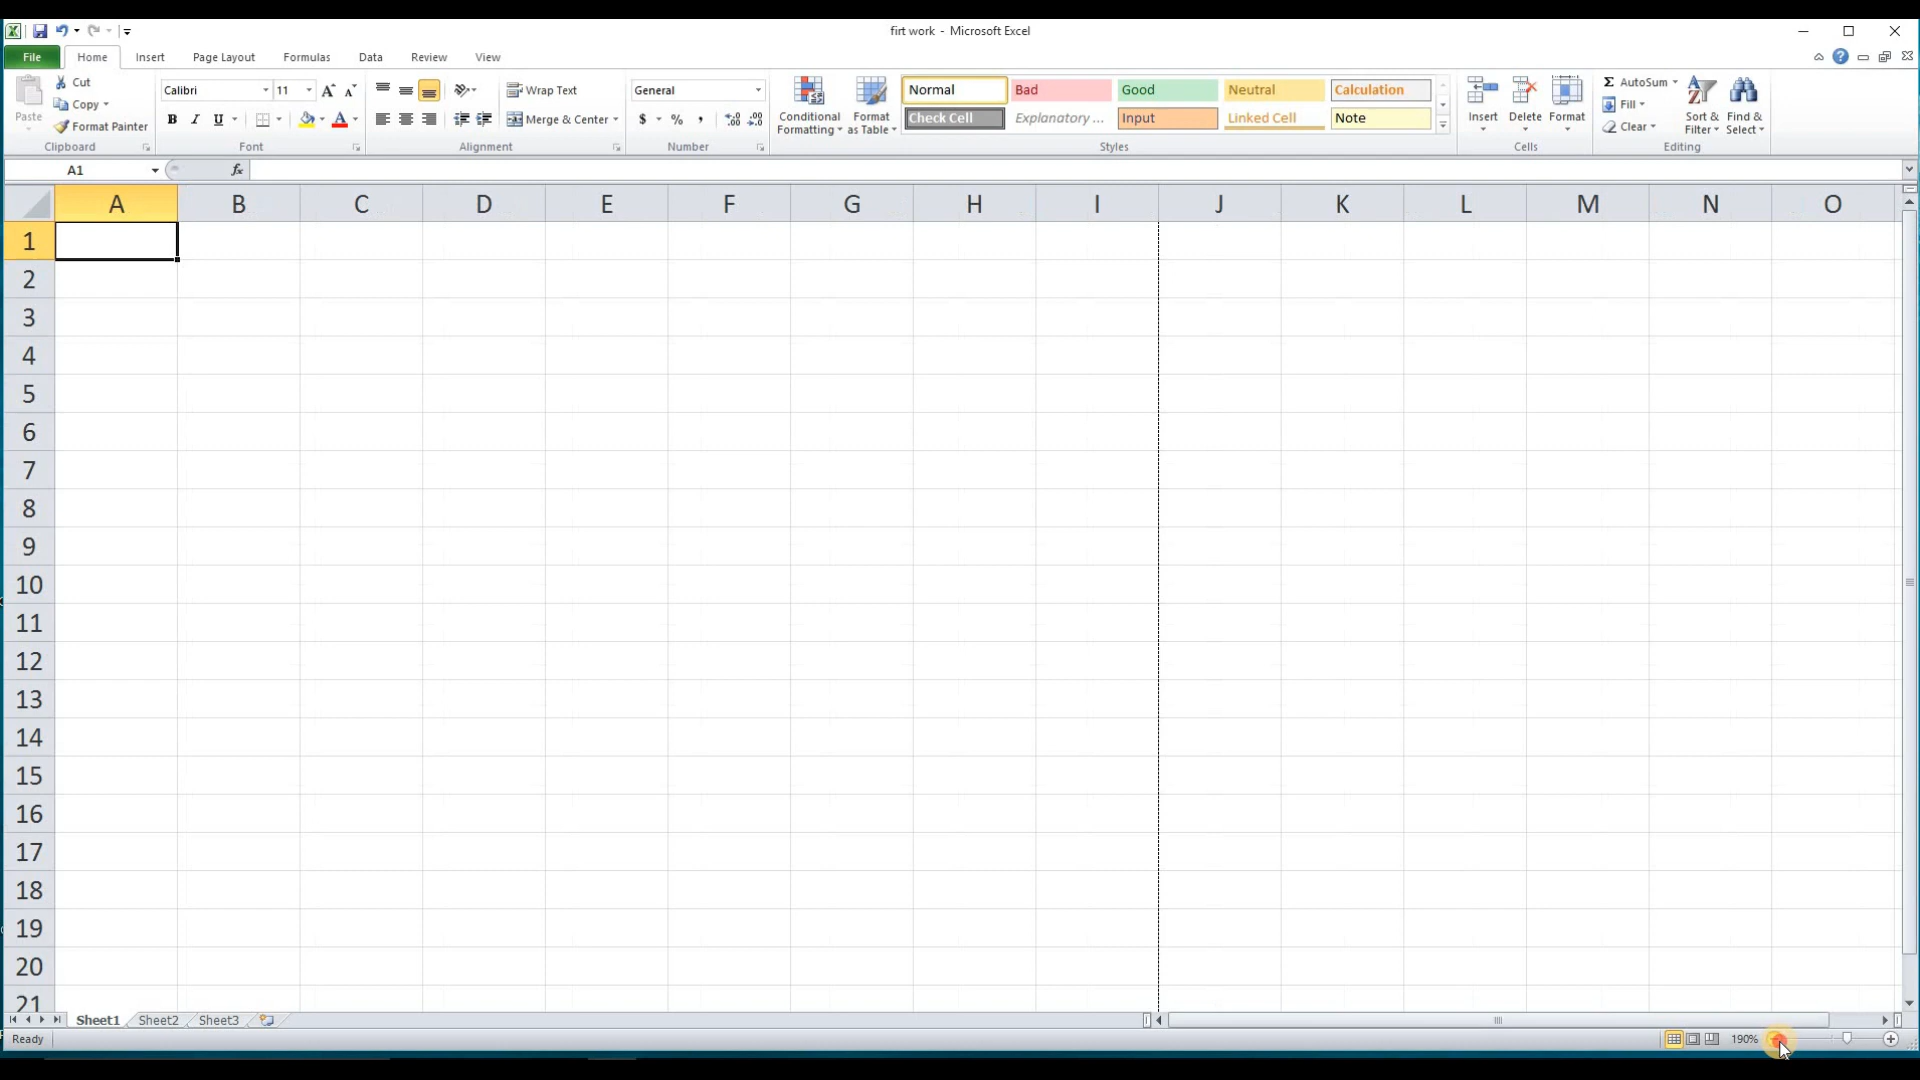 firt work - Microsoft Excel
File Home Insert Page Layout Formulas Data Review View
Paste Cut Copy Format Painter Clipboard
Calibri 11 B I U A Font
Wrap Text Merge & Center Alignment
General $ % , Number
Conditional Formatting Format as Table
Normal Bad Good Neutral Calculation
Check Cell Explanatory ... Input Linked Cell Note
Styles
Insert Delete Format Cells
Σ AutoSum Fill Clear Sort & Filter Find & Select Editing
A1 fx
A B C D E F G H I J K L M N O
1
2
3
4
5
6
7
8
9
10
11
12
13
14
15
16
17
18
19
20
21
Sheet1 Sheet2 Sheet3
Ready 190%